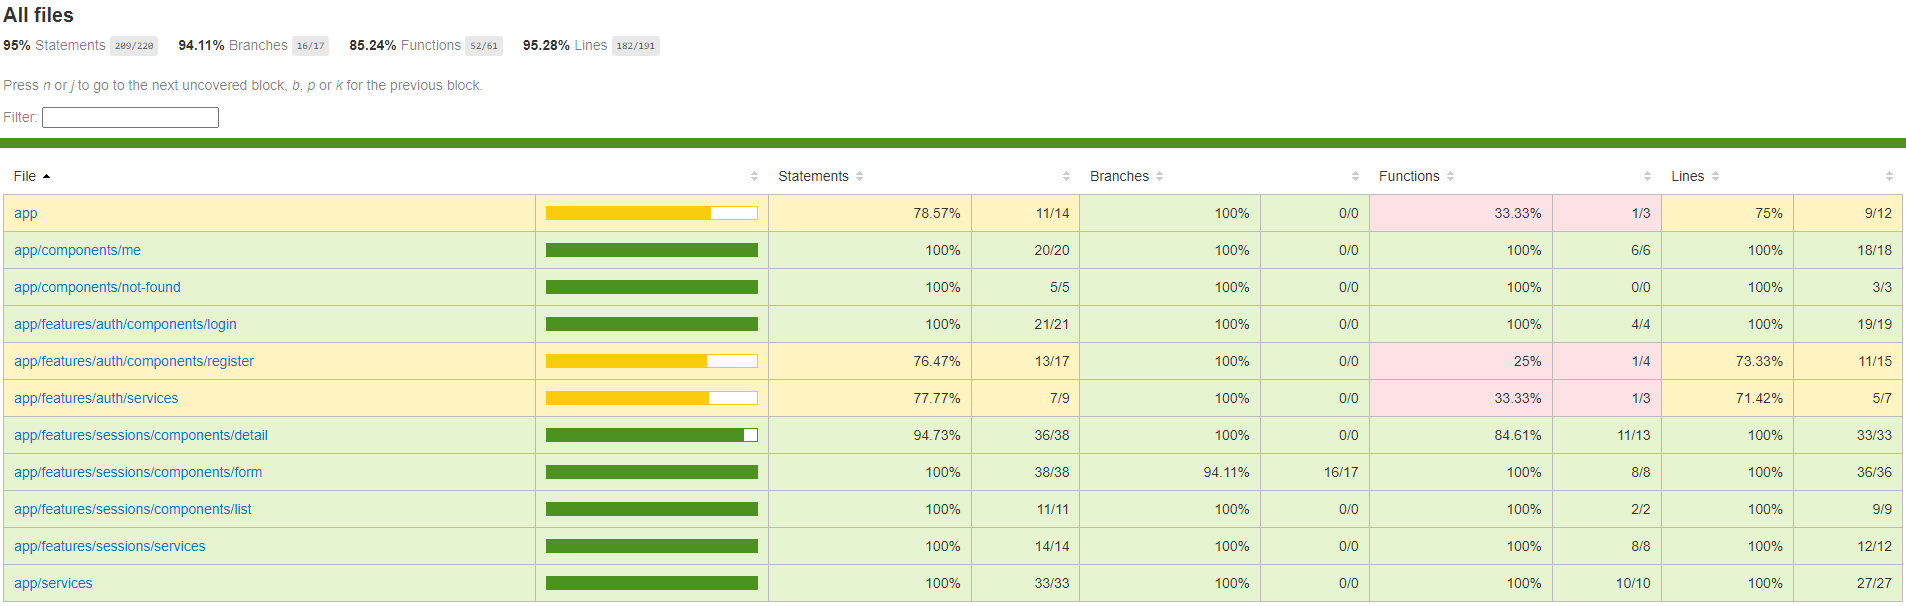 All files
95% Statements 209/220 94.11% Branches 16/17 85.24% Functions 52/61 95.28% Lines 182/191
Press n or j to go to the next uncovered block, b, p or k for the previous block.
Filter:
File Statements Branches Functions Lines
app 78.57% 11/14 100% 0/0 33.33% 1/3 75% 9/12
app/components/me 100% 20/20 100% 0/0 100% 6/6 100% 18/18
app/components/not-found 100% 5/5 100% 0/0 100% 0/0 100% 3/3
app/features/auth/components/login 100% 21/21 100% 0/0 100% 4/4 100% 19/19
app/features/auth/components/register 76.47% 13/17 100% 0/0 25% 1/4 73.33% 11/15
app/features/auth/services 77.77% 7/9 100% 0/0 33.33% 1/3 71.42% 5/7
app/features/sessions/components/detail 94.73% 36/38 100% 0/0 84.61% 11/13 100% 33/33
app/features/sessions/components/form 100% 38/38 94.11% 16/17 100% 8/8 100% 36/36
app/features/sessions/components/list 100% 11/11 100% 0/0 100% 2/2 100% 9/9
app/features/sessions/services 100% 14/14 100% 0/0 100% 8/8 100% 12/12
app/services 100% 33/33 100% 0/0 100% 10/10 100% 27/27